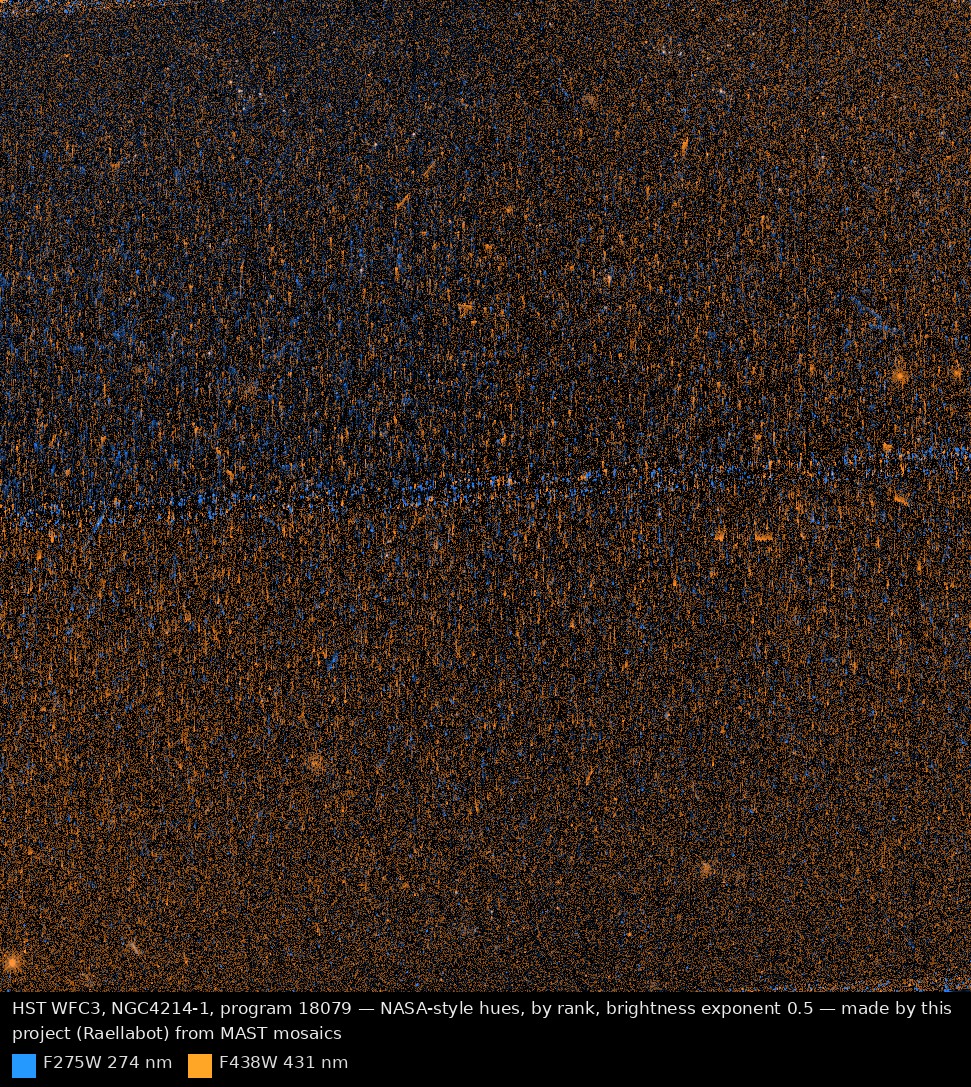 HST WFC3, NGC4214-1, program 18079 — NASA-style hues, by rank, brightness exponent 0.5 — made by this
project (Raellabot) from MAST mosaics
F275W 274 nm F438W 431 nm